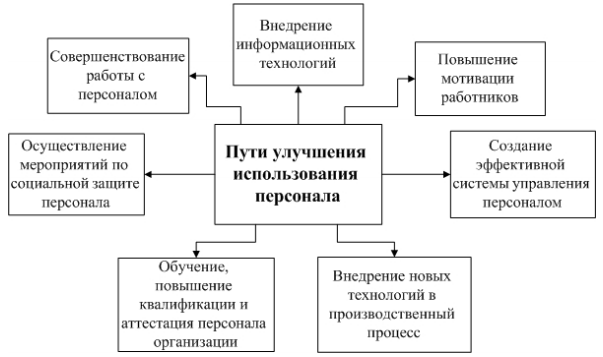 Внедрение
информационных
технологий
Совершенствование
работы с
персоналом
Повышение
мотивации
работников
Пути улучшения
использования
персонала
Осуществление
мероприятий по
социальной защите
персонала
Создание
эффективной
системы управления
персоналом
Обучение,
повышение
квалификации и
аттестация персонала
организации
Внедрение новых
технологий в
производственный
процесс